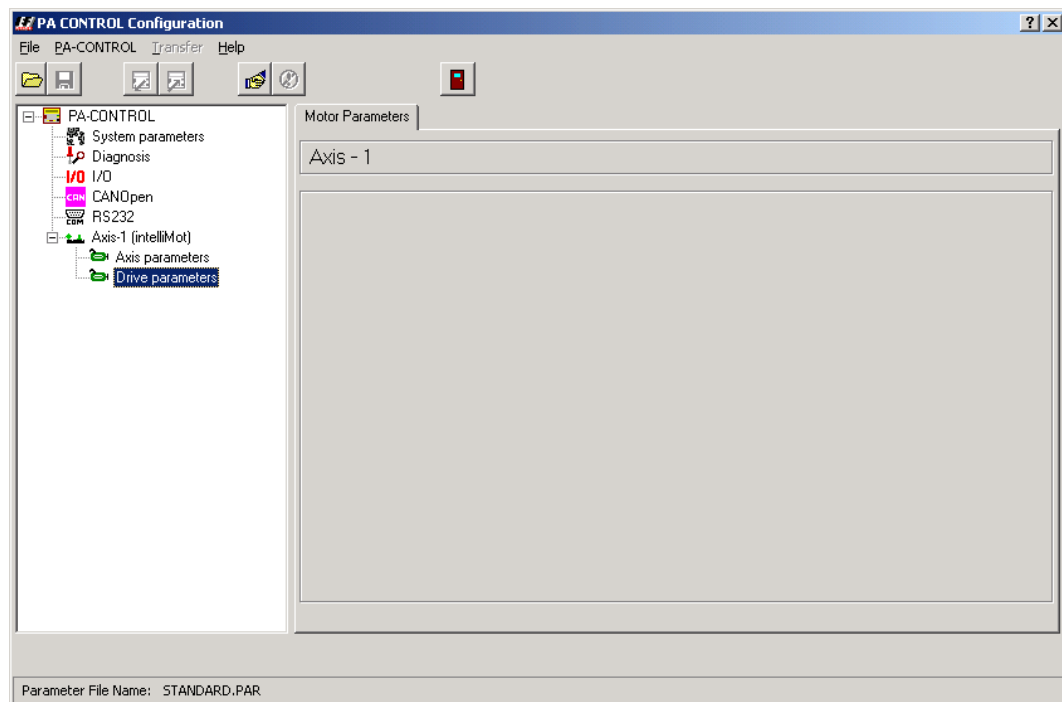 PA CONTROL Configuration
File PA-CONTROL Transfer Help
PA-CONTROL
System parameters
Diagnosis
I/O I/O
CAN CANOpen
COM RS232
Axis-1 (intelliMot)
Axis parameters
Drive parameters
Motor Parameters
Axis - 1
Parameter File Name: STANDARD.PAR